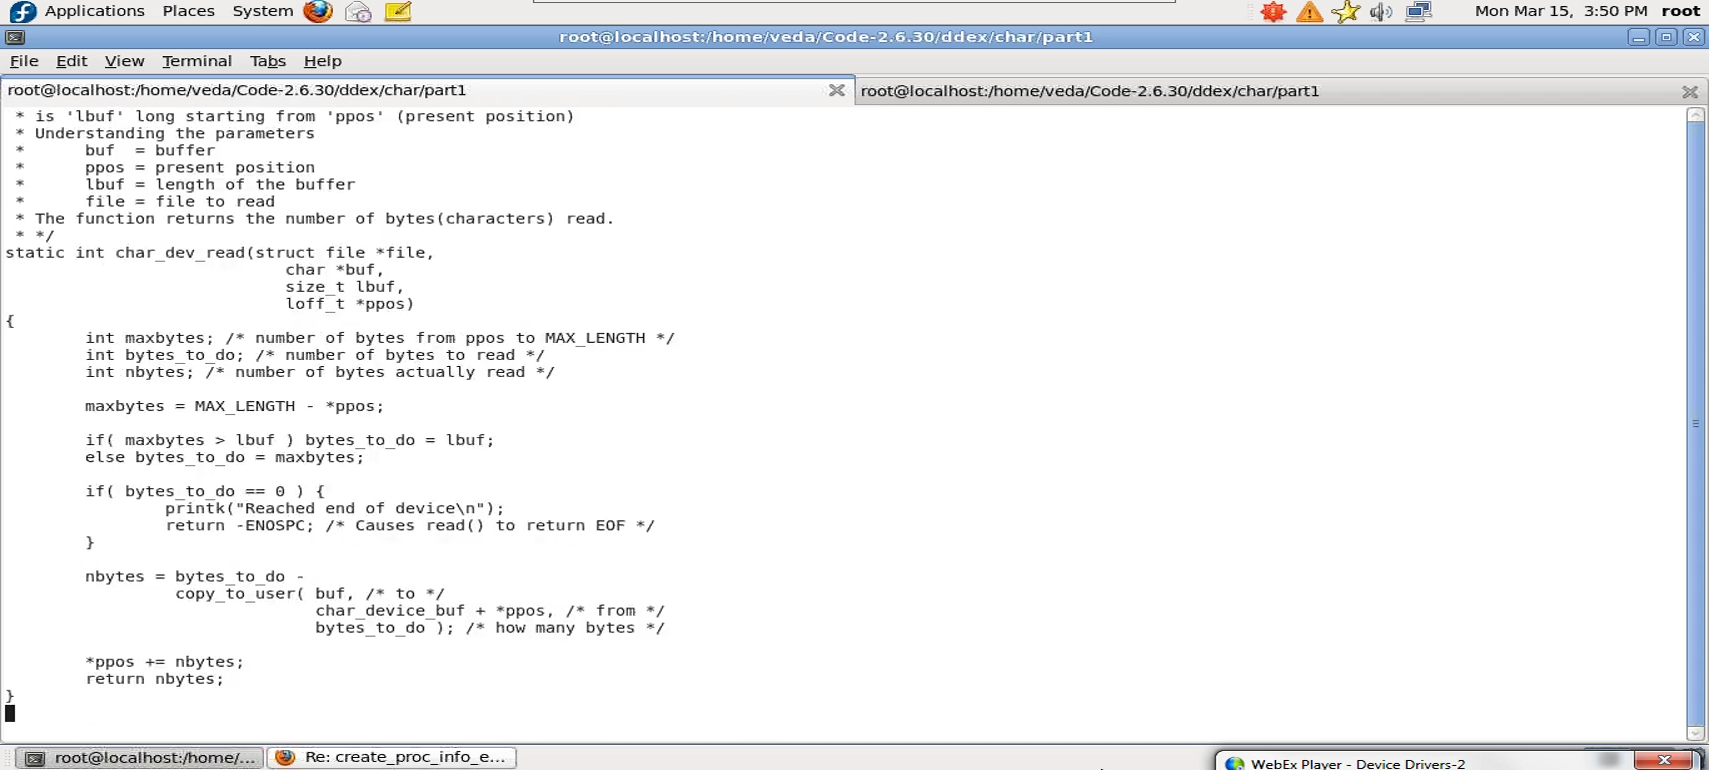 Applications Places System Mon Mar 15, 3:50 PM root
root@localhost:/home/veda/Code-2.6.30/ddex/char/part1
File Edit View Terminal Tabs Help
root@localhost:/home/veda/Code-2.6.30/ddex/char/part1 root@localhost:/home/veda/Code-2.6.30/ddex/char/part1
 * is 'lbuf' long starting from 'ppos' (present position)
 * Understanding the parameters
 *      buf  = buffer
 *      ppos = present position
 *      lbuf = length of the buffer
 *      file = file to read
 * The function returns the number of bytes(characters) read.
 * */
static int char_dev_read(struct file *file,
                            char *buf,
                            size_t lbuf,
                            loff_t *ppos)
{
        int maxbytes; /* number of bytes from ppos to MAX_LENGTH */
        int bytes_to_do; /* number of bytes to read */
        int nbytes; /* number of bytes actually read */
        maxbytes = MAX_LENGTH - *ppos;
        if( maxbytes > lbuf ) bytes_to_do = lbuf;
        else bytes_to_do = maxbytes;
        if( bytes_to_do == 0 ) {
                printk("Reached end of device\n");
                return -ENOSPC; /* Causes read() to return EOF */
        }
        nbytes = bytes_to_do -
                 copy_to_user( buf, /* to */
                               char_device_buf + *ppos, /* from */
                               bytes_to_do ); /* how many bytes */
        *ppos += nbytes;
        return nbytes;
}
root@localhost:/home/... Re: create_proc_info_e... WebEx Player - Device Drivers-2